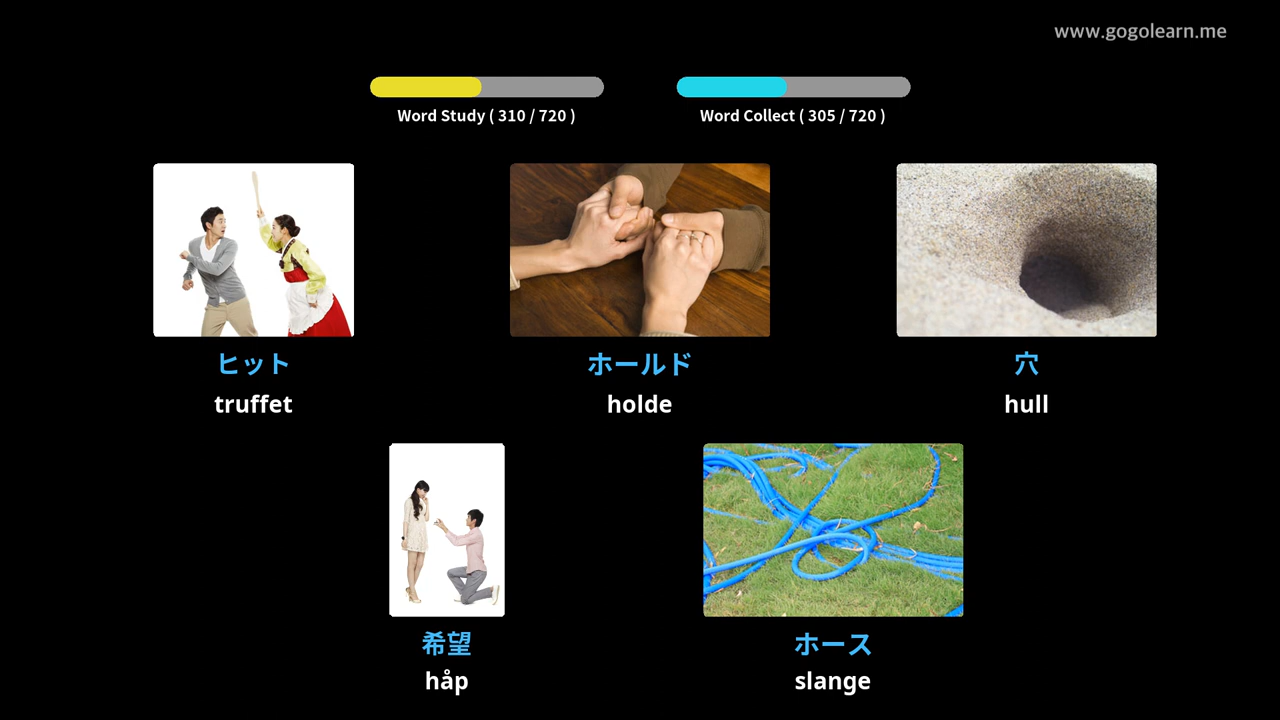 www.gogolearn.me
Word Study ( 310 / 720 )
Word Collect ( 305 / 720 )
ヒット
truffet
ホールド
holde
穴
hull
希望
håp
ホース
slange